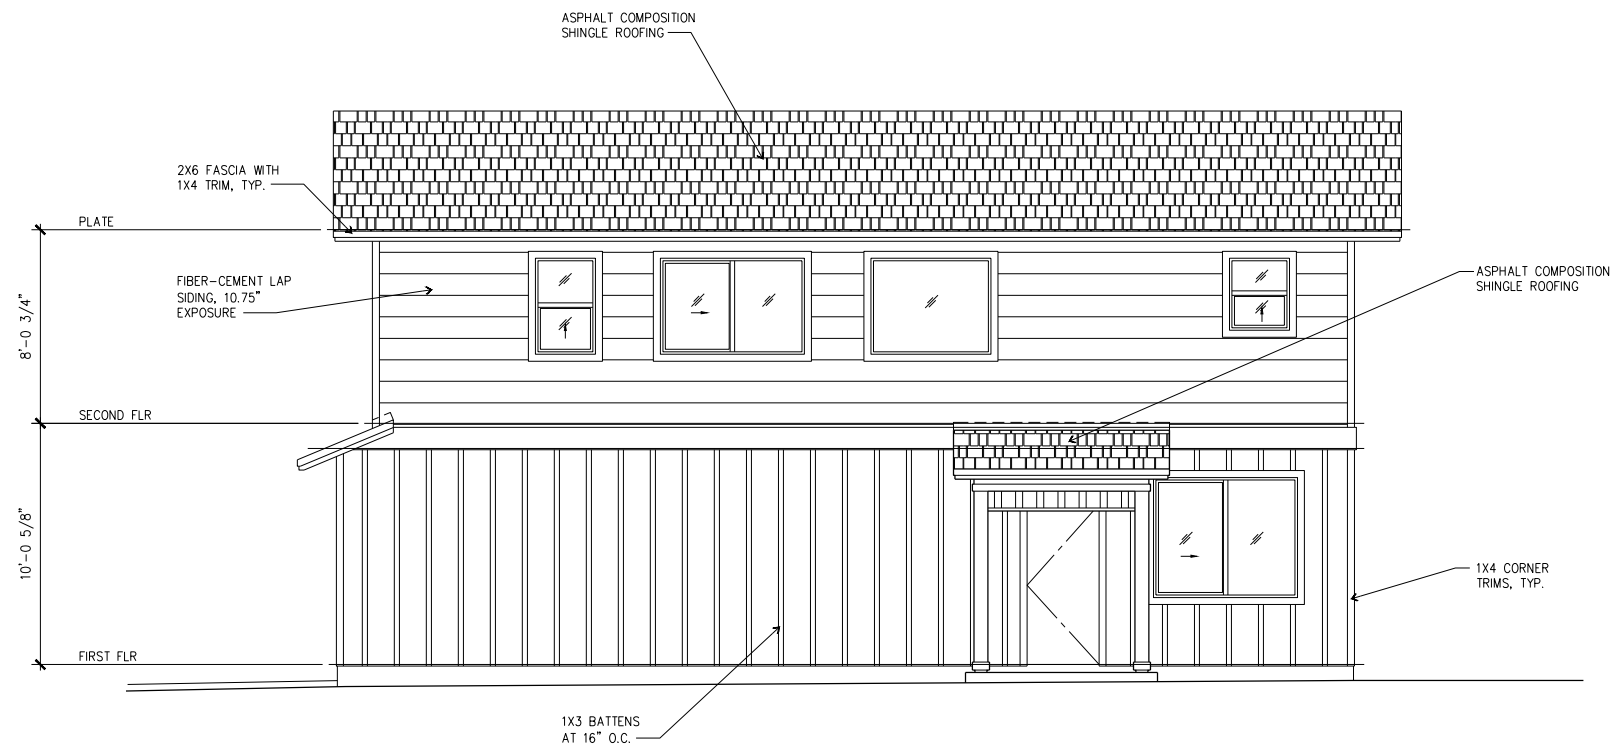 ASPHALT COMPOSITION
SHINGLE ROOFING
2X6 FASCIA WITH
1X4 TRIM, TYP.
PLATE
FIBER-CEMENT LAP
SIDING, 10.75"
EXPOSURE
8'-0 3/4"
ASPHALT COMPOSITION
SHINGLE ROOFING
SECOND FLR
10'-0 5/8"
1X4 CORNER
TRIMS, TYP.
FIRST FLR
1X3 BATTENS
AT 16" O.C.